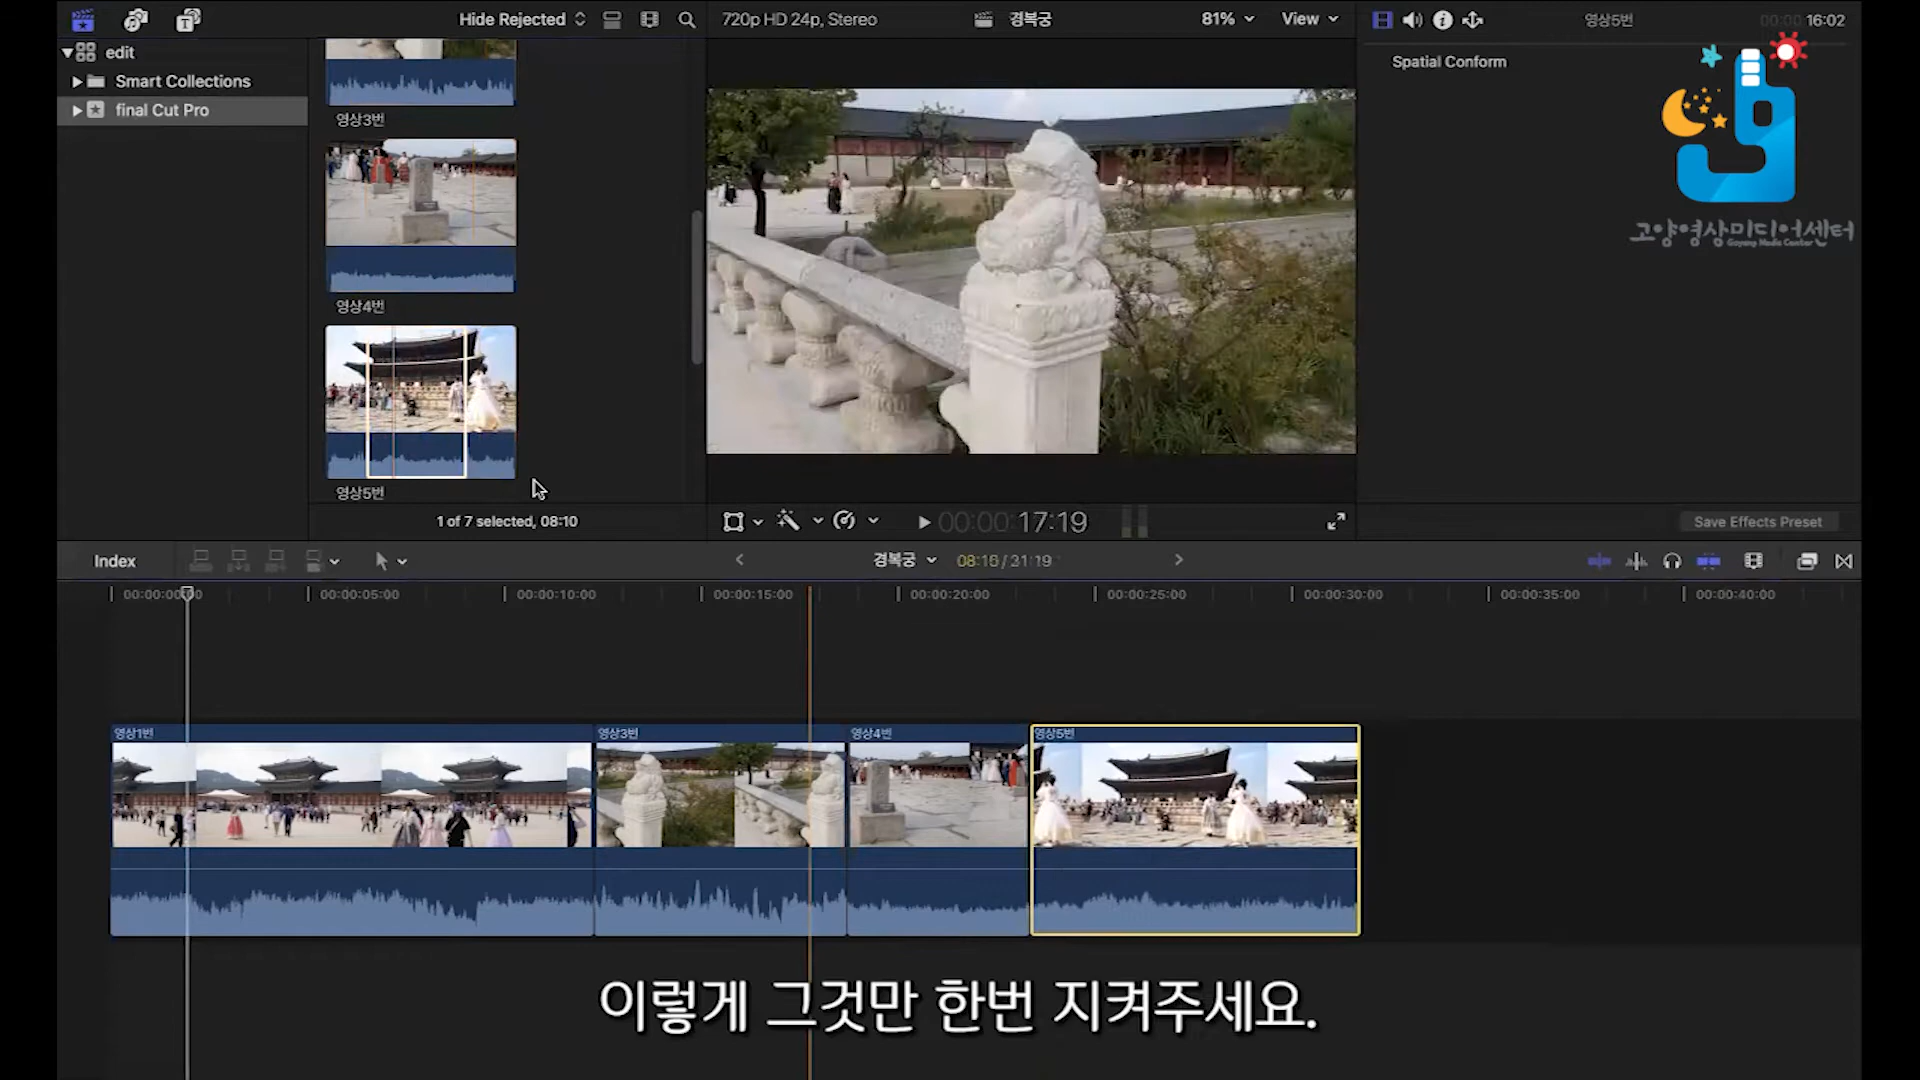 Hide Rejected
720p HD 24p, Stereo
경복궁
81%
View
영상5번
00:00:16:02
edit
Smart Collections
final Cut Pro
Spatial Conform
고양영상미디어센터
Goyang Media Center
영상3번
영상4번
영상5번
1 of 7 selected, 08:10
00:00:17:19
Save Effects Preset
Index
경복궁
/ 31:19
00:00:05:00
00:00:10:00
00:00:15:00
00:00:20:00
00:00:25:00
00:00:30:00
00:00:35:00
00:00:40:00
영상1번
영상3번
영상4번
영상5번
이렇게 그것만 한번 지켜주세요.